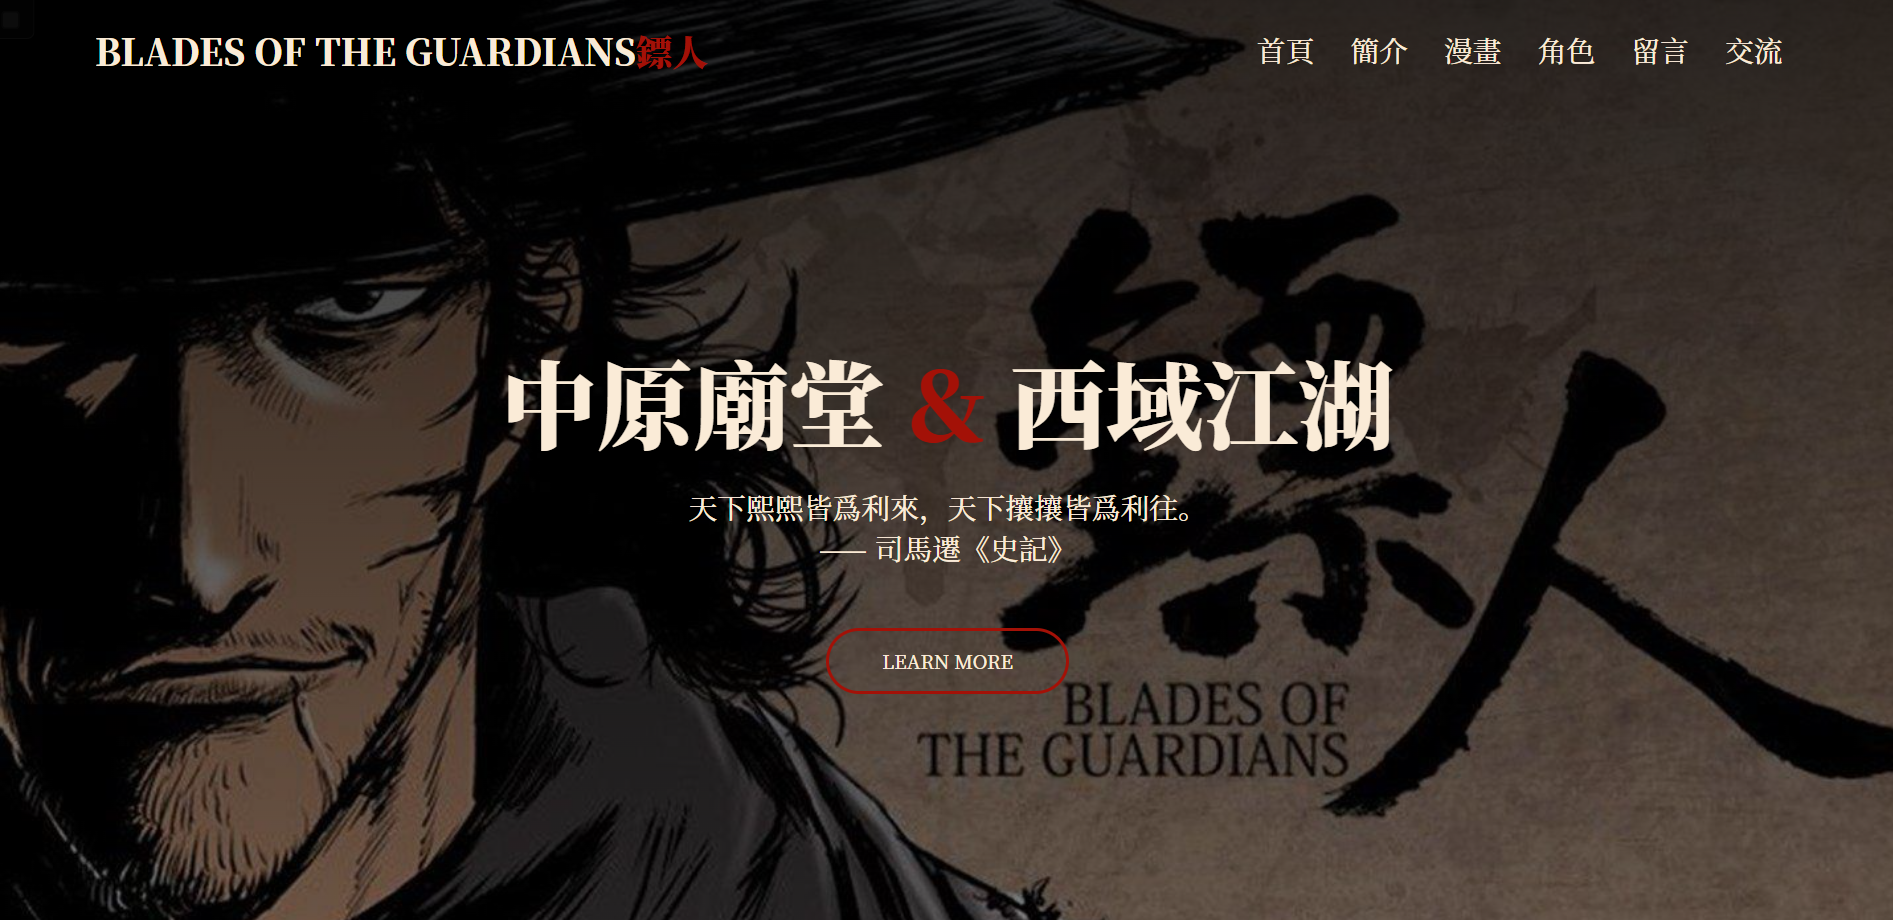 BLADES OF THE GUARDIANS鏢人
首頁 簡介 漫畫 角色 留言 交流
中原廟堂 & 西域江湖
天下熙熙皆爲利來，天下攘攘皆爲利往。
—— 司馬遷《史記》
LEARN MORE
鏢人
BLADES OF
THE GUARDIANS